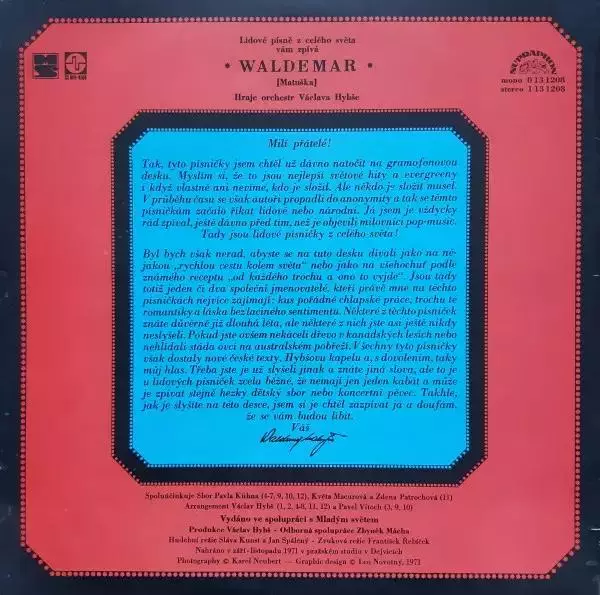 Lidové písně z celého světa
vám zpívá
• WALDEMAR •
[Matuška]
Hraje orchestr Václava Hybše
SUPRAPHON
mono 0 13 1208
stereo 1 13 1208
Milí přátelé!
Tak, tyto písničky jsem chtěl už dávno natočit na gramofonovou
desku. Myslím si, že to jsou nejlepší světové hity a evergreeny
i když vlastně ani nevíme, kdo je složil. Ale někdo je složit musel.
V průběhu času se však autoři propadli do anonymity a tak se těmto
písničkám začalo říkat lidové nebo národní. Já jsem je vždycky
rád zpíval, ještě dávno před tím, než je objevili milovníci pop-music.
Tady jsou lidové písničky z celého světa!
Byl bych však nerad, abyste se na tuto desku dívali jako na ně-
jakou „rychlou cestu kolem světa" nebo jako na všehochuť podle
známého receptu „od každého trochu a ono to vyjde". Jsou tady
totiž jeden či dva společní jmenovatelé, kteří právě mne na těchto
písničkách nejvíce zajímají: kus pořádné chlapské práce, trochu té
romantiky a láska bez laciného sentimentu. Některé z těchto písniček
znáte důvěrně již dlouhá léta, ale některé z nich jste asi ještě nikdy
neslyšeli. Pokud jste ovšem nekáceli dřevo v kanadských lesích nebo
nehlídali stáda ovcí na australském pobřeží. Všechny tyto písničky
však dostaly nové české texty, Hybšovu kapelu a, s dovolením, taky
můj hlas. Třeba jste je už slyšeli jinak a znáte jiná slova, ale to je
u lidových písniček zcela běžné, že nemají jen jeden kabát a může
je zpívat stejně hezky dětský sbor nebo koncertní pěvec. Takhle,
jak je slyšíte na této desce, jsem si je chtěl zazpívat já a doufám,
že se vám budou líbit.
Váš
Spoluúčinkuje Sbor Pavla Kühna (4-7, 9, 10, 12), Květa Macurová a Zdena Patrochová (11)
Arrangement Václav Hybš (1, 2, 4-8, 11, 12) a Pavel Vitoch (3, 9, 10)
Vydáno ve spolupráci s Mladým světem
Produkce Václav Hybš - Odborná spolupráce Zbyněk Mácha
Hudební režie Sláva Kunst a Jan Spálený - Zvuková režie František Řebíček
Nahráno v září-listopadu 1971 v pražském studiu v Dejvicích
Photography © Karel Neubert — Graphic design © Leo Novotný, 1971